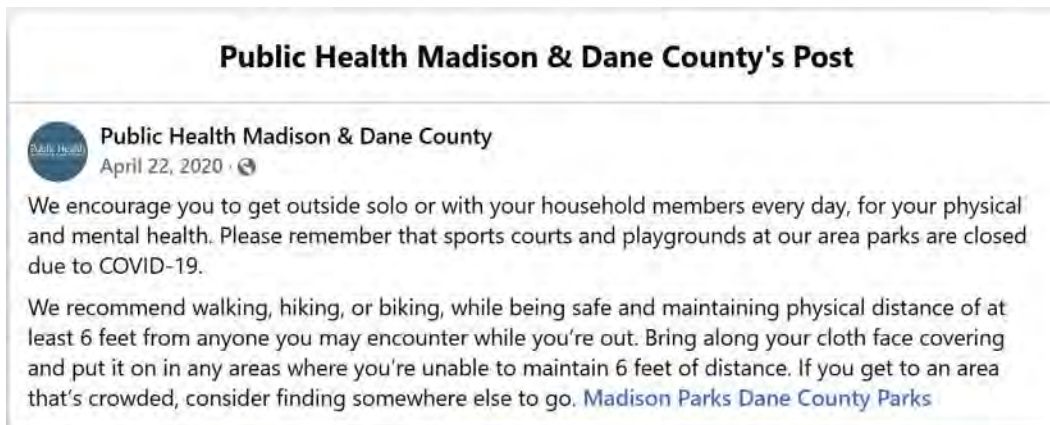 Public Health Madison & Dane County's Post
Public Health
Public Health Madison & Dane County
April 22, 2020 ·
We encourage you to get outside solo or with your household members every day, for your physical
and mental health. Please remember that sports courts and playgrounds at our area parks are closed
due to COVID-19.
We recommend walking, hiking, or biking, while being safe and maintaining physical distance of at
least 6 feet from anyone you may encounter while you're out. Bring along your cloth face covering
and put it on in any areas where you're unable to maintain 6 feet of distance. If you get to an area
that's crowded, consider finding somewhere else to go. Madison Parks Dane County Parks